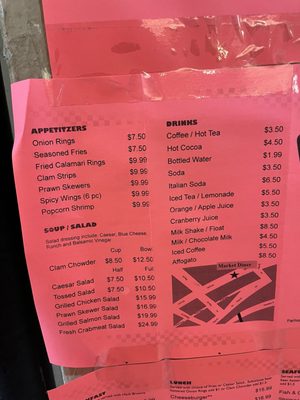 APPETITZERS
Onion Rings $7.50
Seasoned Fries $7.50
Fried Calamari Rings $9.99
Clam Strips $9.99
Prawn Skewers $9.99
Spicy Wings (6 pc) $9.99
Popcorn Shrimp $9.99
SOUP / SALAD
Salad dressing include: Caesar, Blue Cheese,
Ranch and Balsamic Vinegar.
Cup Bowl
Clam Chowder $8.50 $12.50
Half Full
Caesar Salad $7.50 $10.50
Tossed Salad $7.50 $10.50
Grilled Chicken Salad $15.99
Prawn Skewer Salad $16.99
Grilled Salmon Salad $19.99
Fresh Crabmeat Salad $24.99
DRINKS
Coffee / Hot Tea $3.50
Hot Cocoa $4.50
Bottled Water $1.99
Soda $3.50
Italian Soda $6.50
Iced Tea / Lemonade $5.50
Orange / Apple Juice $3.50
Cranberry Juice $3.50
Milk Shake / Float $8.50
Milk / Chocolate Milk $4.50
Iced Coffee $5.50
Affogato $8.50
Market Diner
LUNCH
Cheeseburger**
SEAFO
Fish &